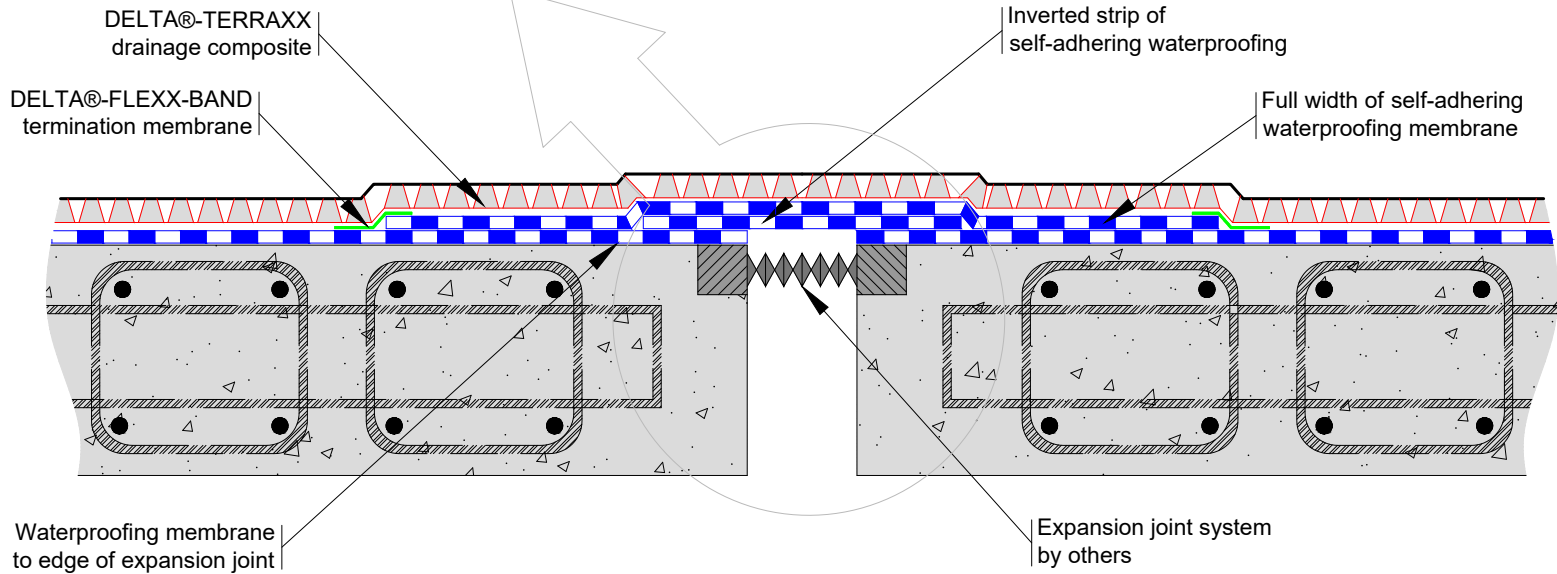 DELTA®-TERRAXX
drainage composite
Inverted strip of
self-adhering waterproofing
DELTA®-FLEXX-BAND
termination membrane
Full width of self-adhering
waterproofing membrane
Waterproofing membrane
to edge of expansion joint
Expansion joint system
by others